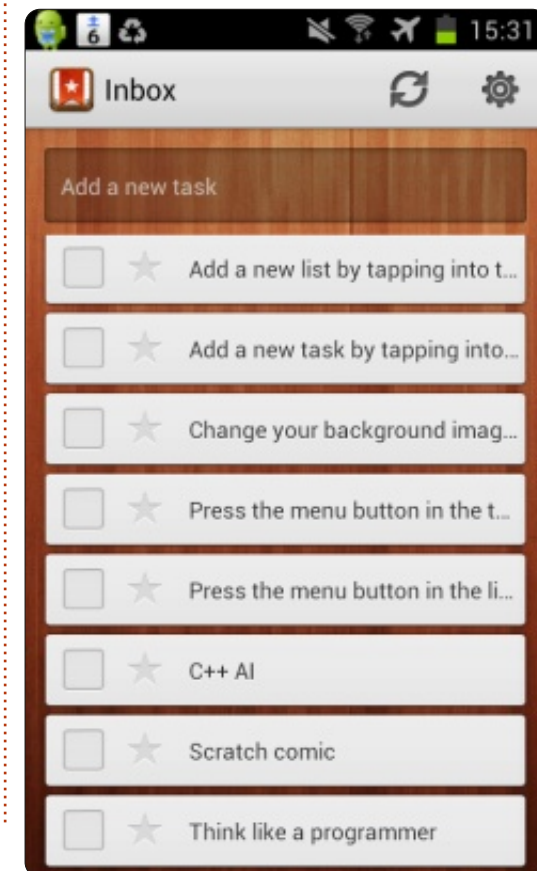 ±
6
15:31
Inbox
Add a new task
Add a new list by tapping into t...
Add a new task by tapping into...
Change your background imag...
Press the menu button in the t...
Press the menu button in the li...
C++ AI
Scratch comic
Think like a programmer